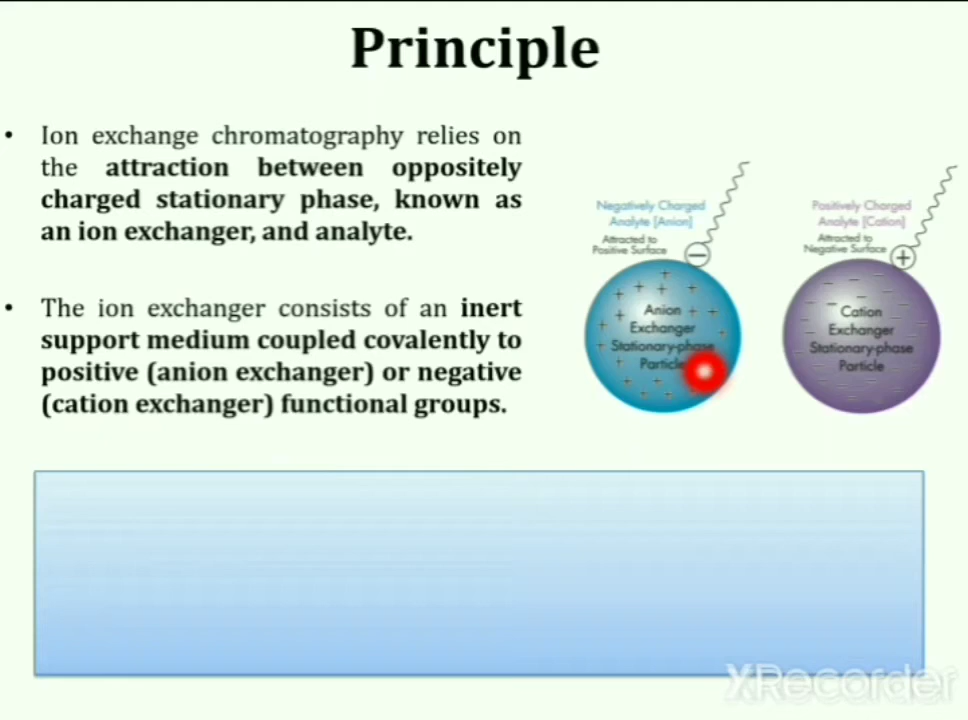 Principle
• Ion exchange chromatography relies on
the attraction between oppositely
charged stationary phase, known as
an ion exchanger, and analyte.
• The ion exchanger consists of an inert
support medium coupled covalently to
positive (anion exchanger) or negative
(cation exchanger) functional groups.
Negatively Charged
Analyte [Anion]
Attracted to
Positive Surface
−
Anion
Exchanger
Stationary-phase
Particle
Positively Charged
Analyte [Cation]
Attracted to
Negative Surface
+
Cation
Exchanger
Stationary-phase
Particle
XRecorder